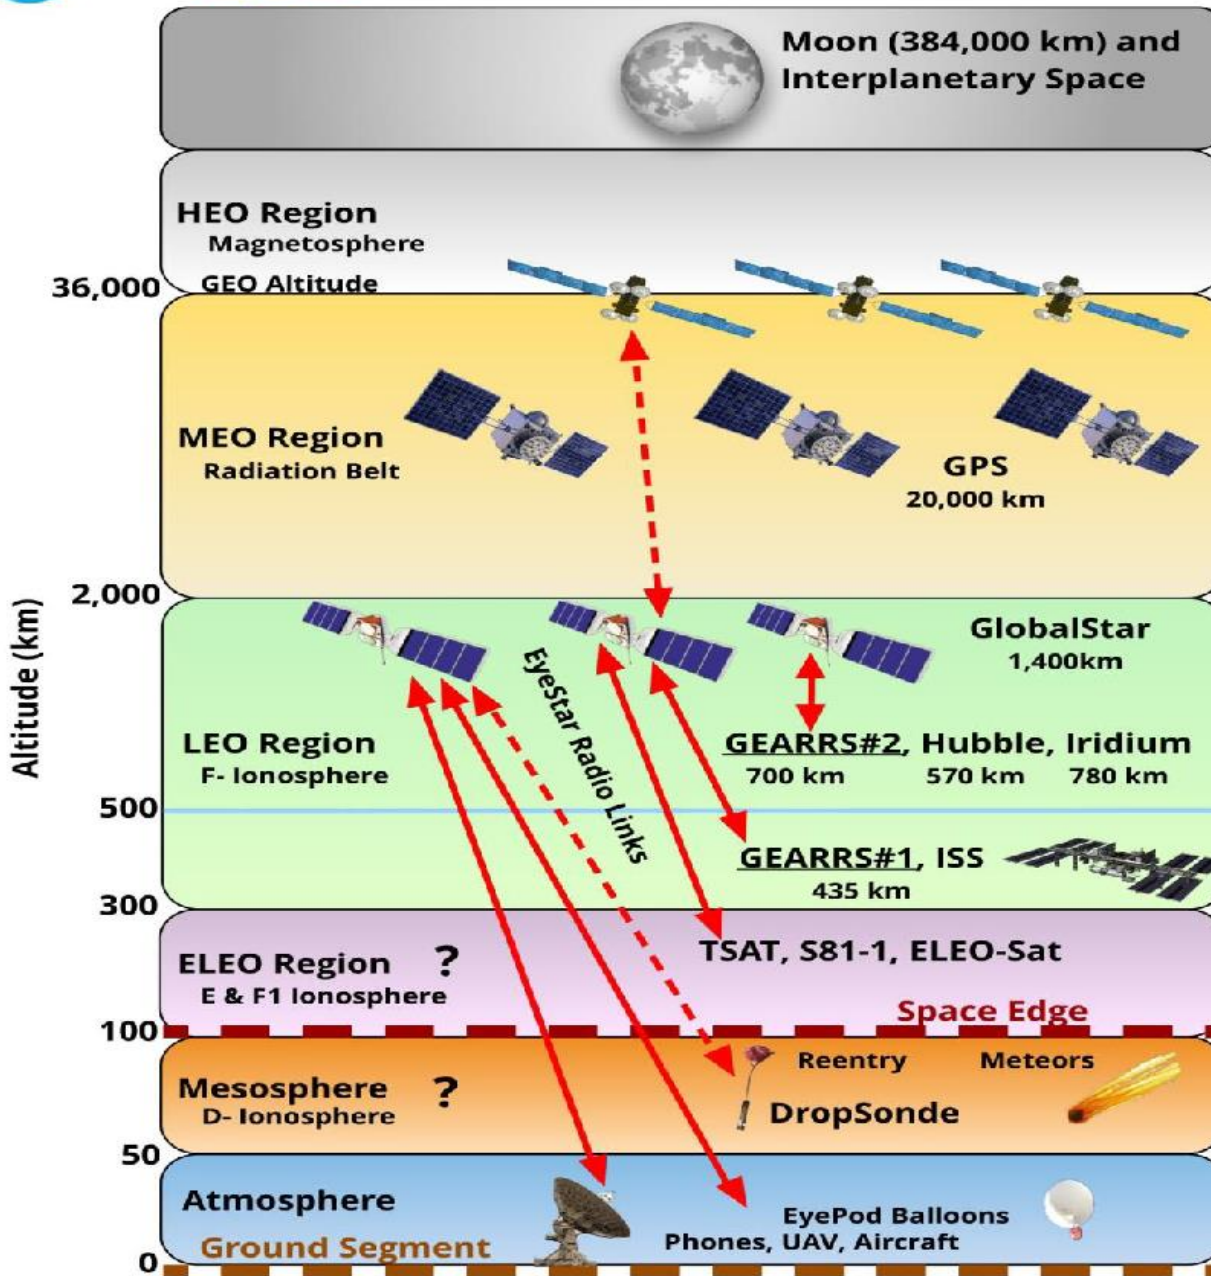 Moon (384,000 km) and
Interplanetary Space
HEO Region
Magnetosphere
GEO Altitude
36,000
MEO Region
Radiation Belt
GPS
20,000 km
2,000
Altitude (km)
GlobalStar
1,400km
EyeStar Radio Links
LEO Region
F- Ionosphere
GEARRS#2, Hubble, Iridium
700 km 570 km 780 km
500
GEARRS#1, ISS
435 km
300
ELEO Region ?
E & F1 Ionosphere
TSAT, S81-1, ELEO-Sat
Space Edge
100
Mesosphere ?
D- Ionosphere
Reentry Meteors
DropSonde
50
Atmosphere
EyePod Balloons
Phones, UAV, Aircraft
Ground Segment
0